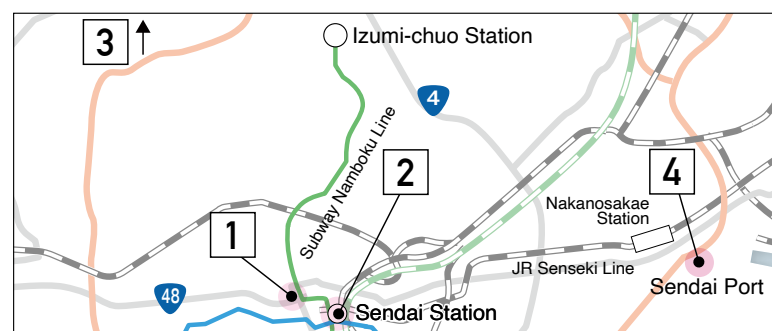 3
Izumi-chuo Station
4
Subway Namboku Line
2
4
Nakanosakae
Station
1
JR Senseki Line
Sendai Port
48
Sendai Station